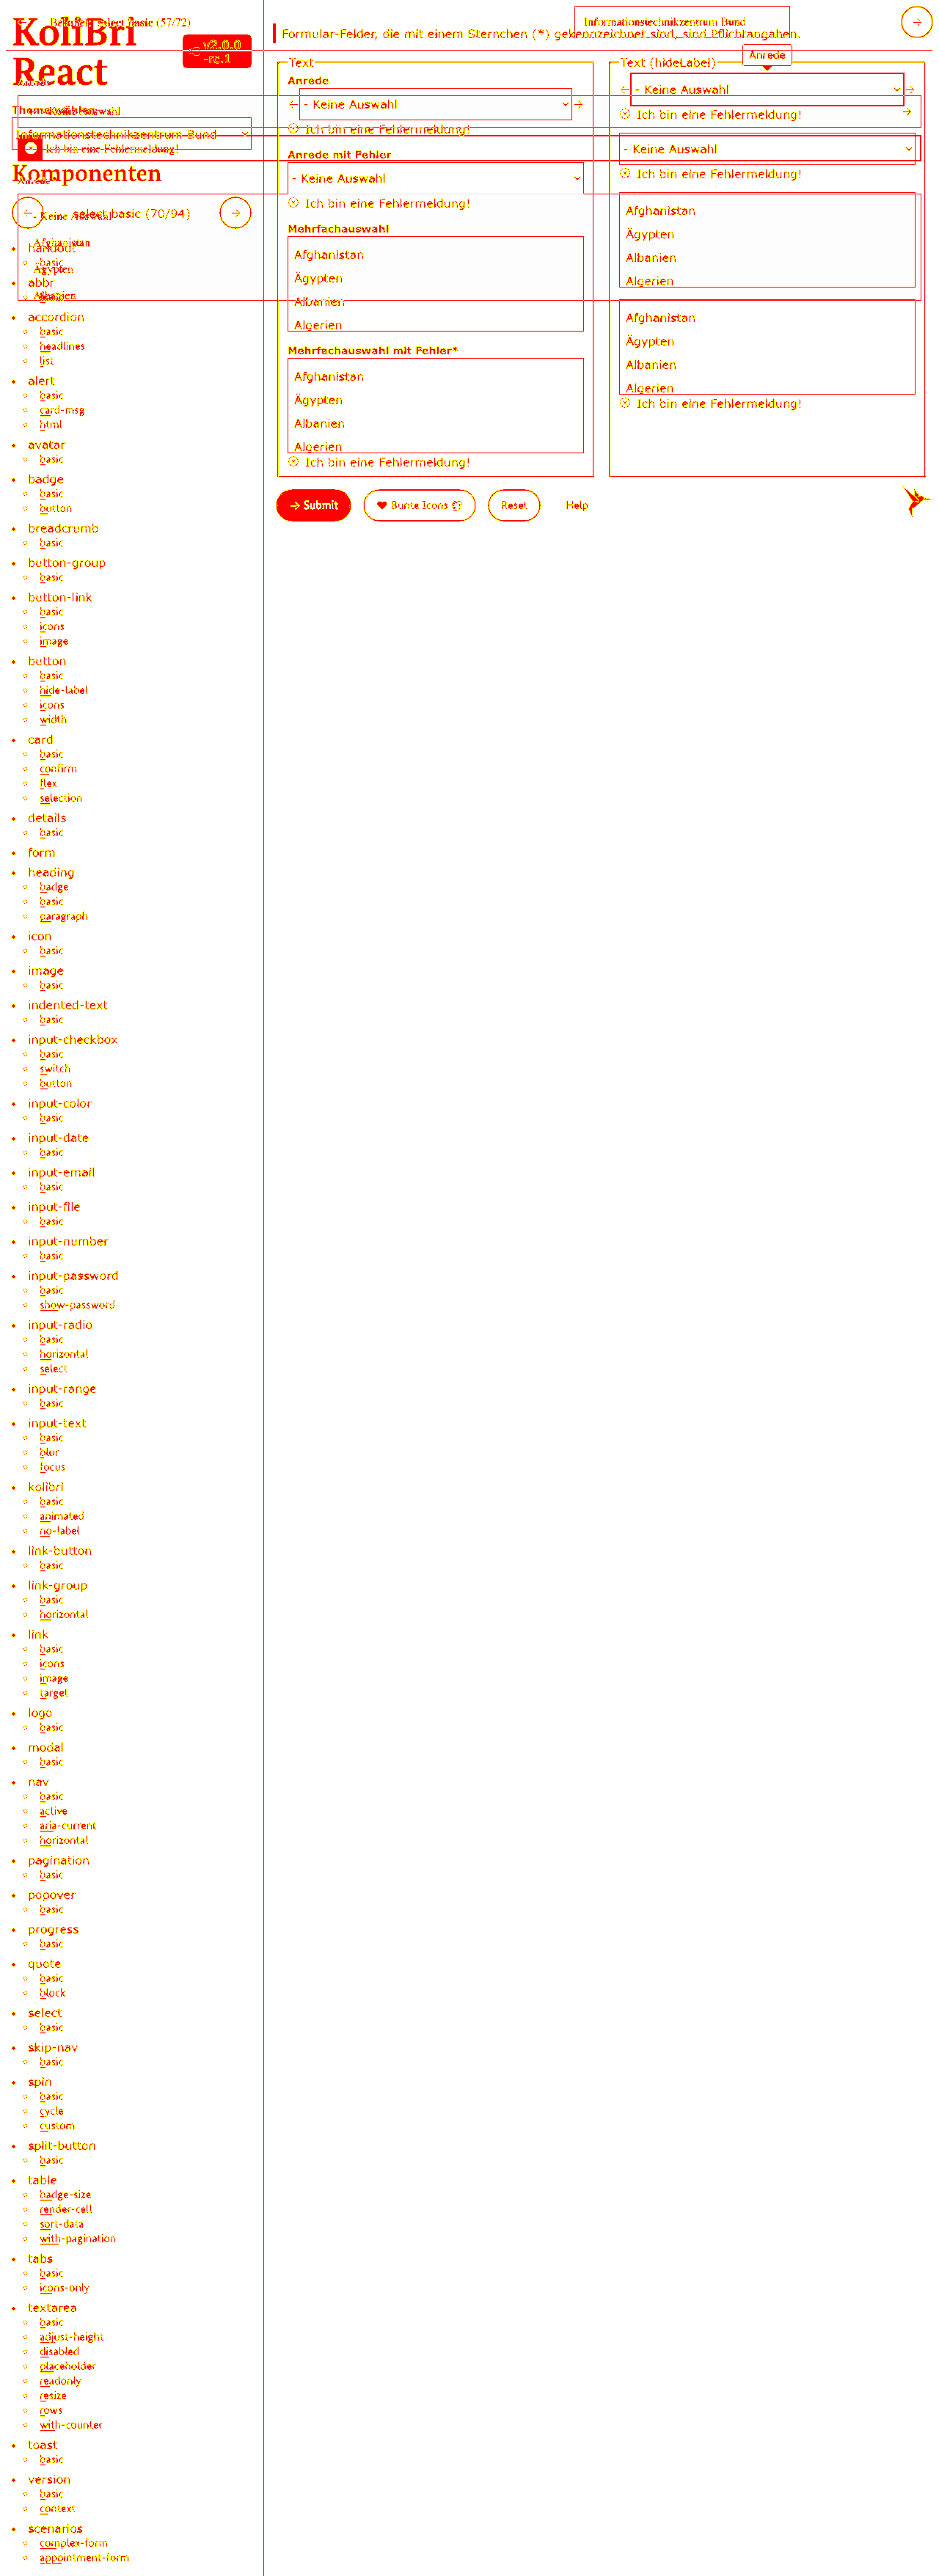 KoliBri
React
v2.0.0
-rc.1
Informationstechnikzentrum Bund
Komponenten
select basic (70/94)
Keine Auswahl
Ich bin eine Fehlermeldung!
Afghanistan
Ägypten
Albanien
handout
basic
abbr
accordion
basic
headlines
list
alert
basic
card-msg
html
avatar
basic
badge
basic
button
breadcrumb
basic
button-group
basic
button-link
basic
icons
image
button
basic
hide-label
icons
width
card
basic
confirm
flex
selection
details
basic
form
heading
badge
basic
paragraph
icon
basic
image
basic
indented-text
basic
input-checkbox
basic
switch
button
input-color
basic
input-date
basic
input-email
basic
input-file
basic
input-number
basic
input-password
basic
show-password
input-radio
basic
horizontal
select
input-range
basic
input-text
basic
blur
focus
kolibri
basic
animated
no-label
link-button
basic
link-group
basic
horizontal
link
basic
icons
image
target
logo
basic
modal
basic
nav
basic
active
aria-current
horizontal
pagination
basic
popover
basic
progress
basic
quote
basic
block
select
basic
skip-nav
basic
spin
basic
cycle
custom
split-button
basic
table
badge-size
render-cell
sort-data
with-pagination
tabs
basic
icons-only
textarea
basic
adjust-height
disabled
placeholder
readonly
resize
rows
with-counter
toast
basic
version
basic
context
scenarios
complex-form
appointment-form
Informationstechnikzentrum Bund
Formular-Felder, die mit einem Sternchen (*) gekennzeichnet sind, sind Pflichtangaben.
Text
Anrede
- Keine Auswahl
Ich bin eine Fehlermeldung!
Anrede mit Fehler
- Keine Auswahl
Ich bin eine Fehlermeldung!
Mehrfachauswahl
Afghanistan
Ägypten
Albanien
Algerien
Mehrfachauswahl mit Fehler*
Afghanistan
Ägypten
Albanien
Algerien
Ich bin eine Fehlermeldung!
Text (hideLabel)
Anrede
- Keine Auswahl
Ich bin eine Fehlermeldung!
- Keine Auswahl
Ich bin eine Fehlermeldung!
Afghanistan
Ägypten
Albanien
Algerien
Afghanistan
Ägypten
Albanien
Algerien
Ich bin eine Fehlermeldung!
Submit
Bunte Icons
Reset
Help